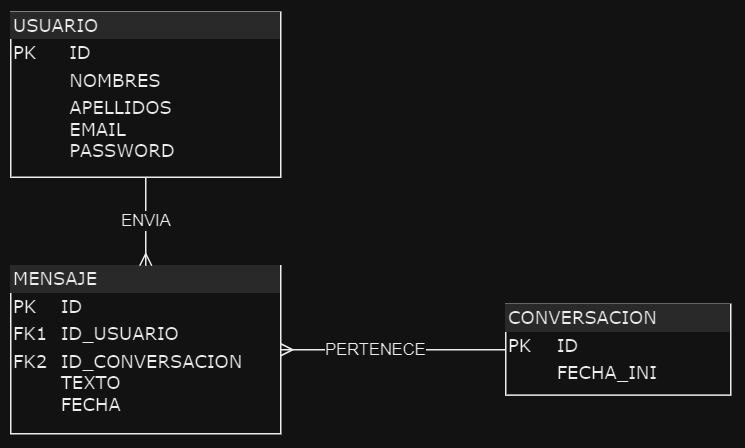 USUARIO
PK ID
NOMBRES
APELLIDOS
EMAIL
PASSWORD
ENVIA
MENSAJE
PK ID
FK1 ID_USUARIO
FK2 ID_CONVERSACION
TEXTO
FECHA
PERTENECE
CONVERSACION
PK ID
FECHA_INI